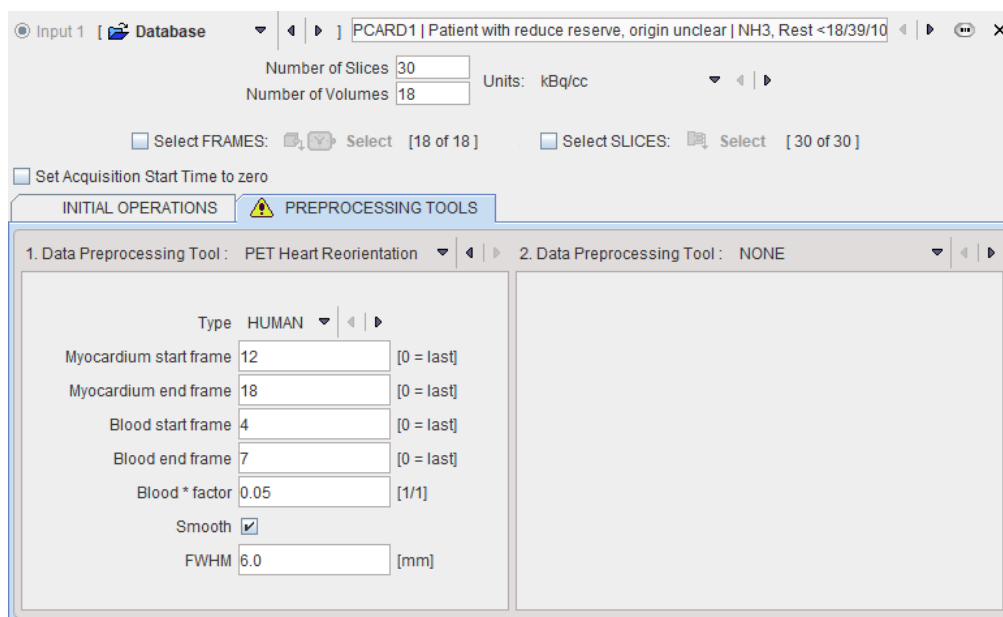 Input 1 [ Database ] PCARD1 | Patient with reduce reserve, origin unclear | NH3, Rest <18/39/10
Number of Slices 30
Number of Volumes 18
Units: kBq/cc
Select FRAMES: Select [18 of 18 ] Select SLICES: Select [ 30 of 30 ]
Set Acquisition Start Time to zero
INITIAL OPERATIONS PREPROCESSING TOOLS
1. Data Preprocessing Tool : PET Heart Reorientation 2. Data Preprocessing Tool : NONE
Type HUMAN
Myocardium start frame 12 [0 = last]
Myocardium end frame 18 [0 = last]
Blood start frame 4 [0 = last]
Blood end frame 7 [0 = last]
Blood * factor 0.05 [1/1]
Smooth
FWHM 6.0 [mm]